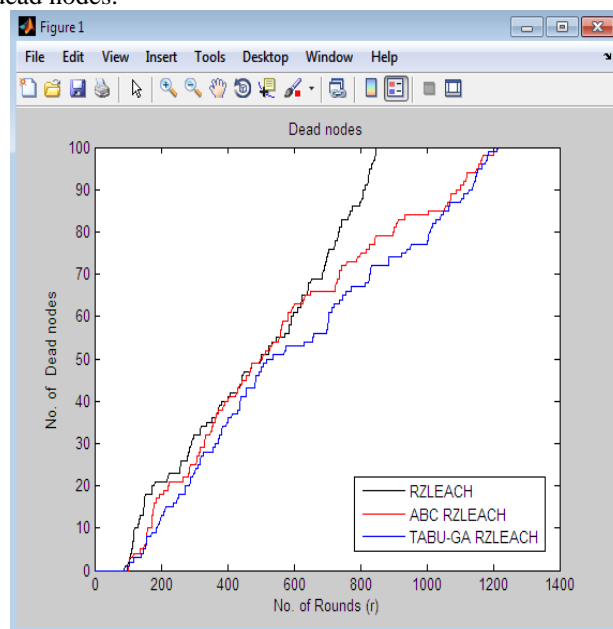 dead nodes.
Figure 1
File Edit View Insert Tools Desktop Window Help
Dead nodes
100
90
80
70
60
50
40
30
20
10
0
No. of Dead nodes
0 200 400 600 800 1000 1200 1400
No. of Rounds (r)
RZLEACH
ABC RZLEACH
TABU-GA RZLEACH